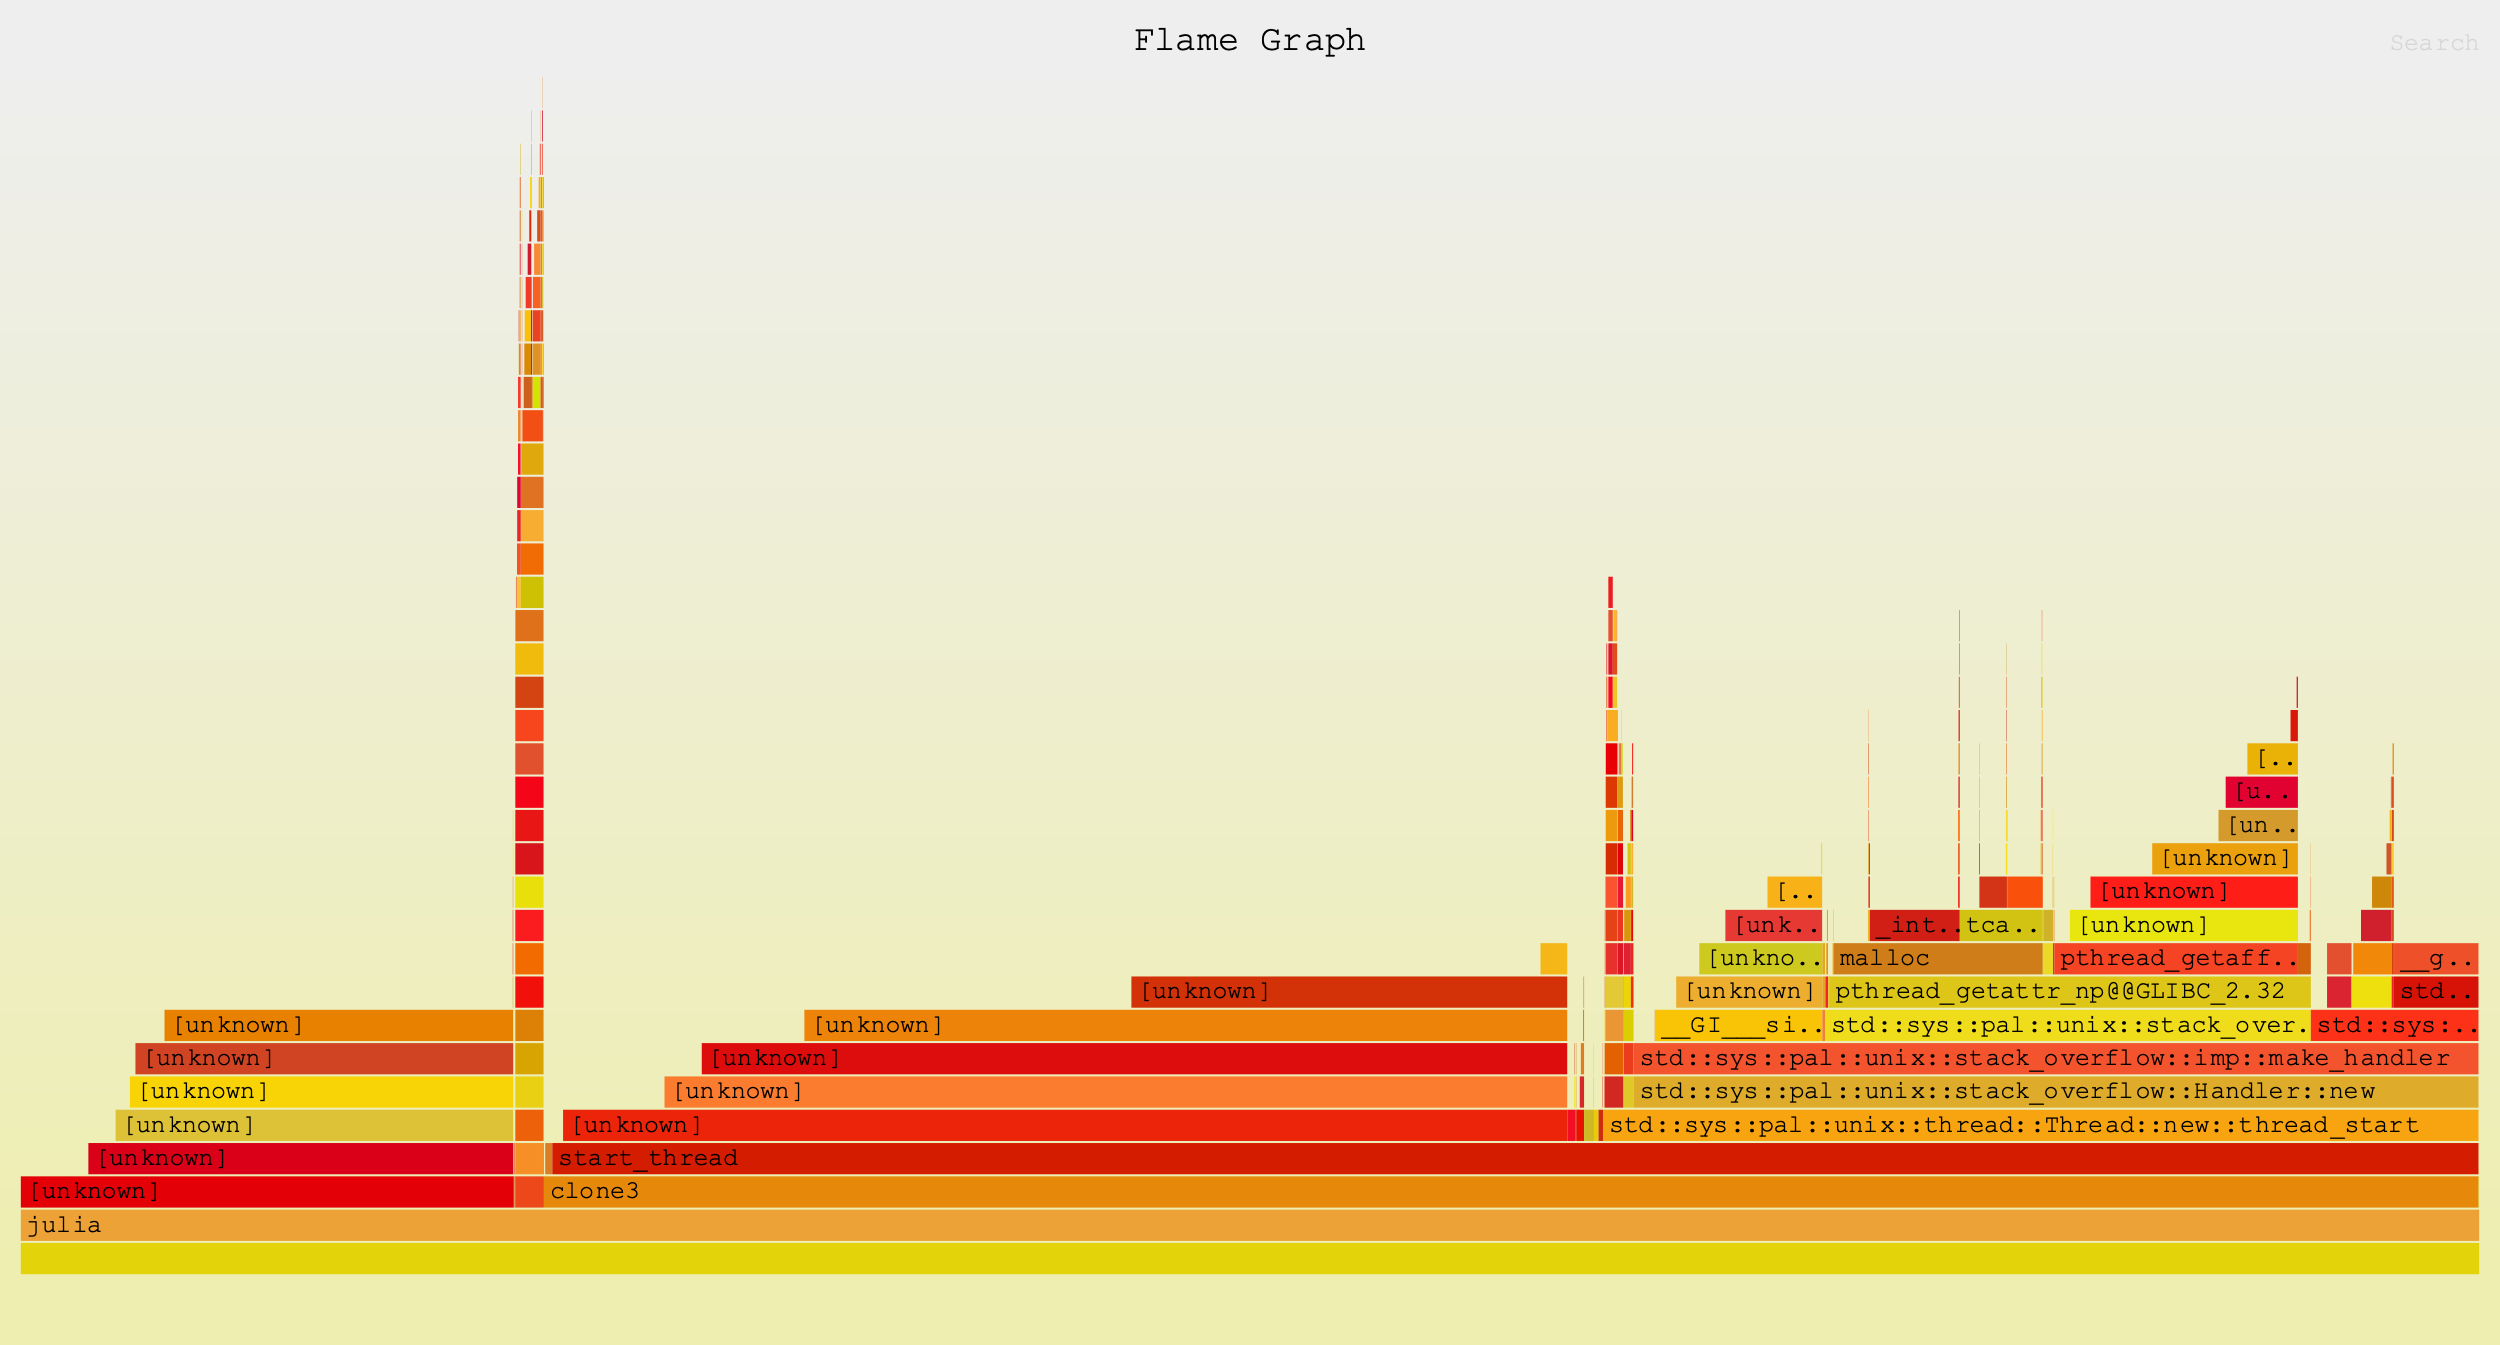 Flame Graph
Search
[..
[u..
[un..
[unknown]
[.. [unknown]
[unk.. _int.. tca.. [unknown]
[unkno.. malloc pthread_getaff.. __g..
[unknown] [unknown] pthread_getattr_np@@GLIBC_2.32 std..
[unknown] [unknown] __GI___si.. std::sys::pal::unix::stack_over.. std::sys:..
[unknown] [unknown] std::sys::pal::unix::stack_overflow::imp::make_handler
[unknown] [unknown] std::sys::pal::unix::stack_overflow::Handler::new
[unknown] [unknown] std::sys::pal::unix::thread::Thread::new::thread_start
[unknown] start_thread
[unknown] clone3
julia